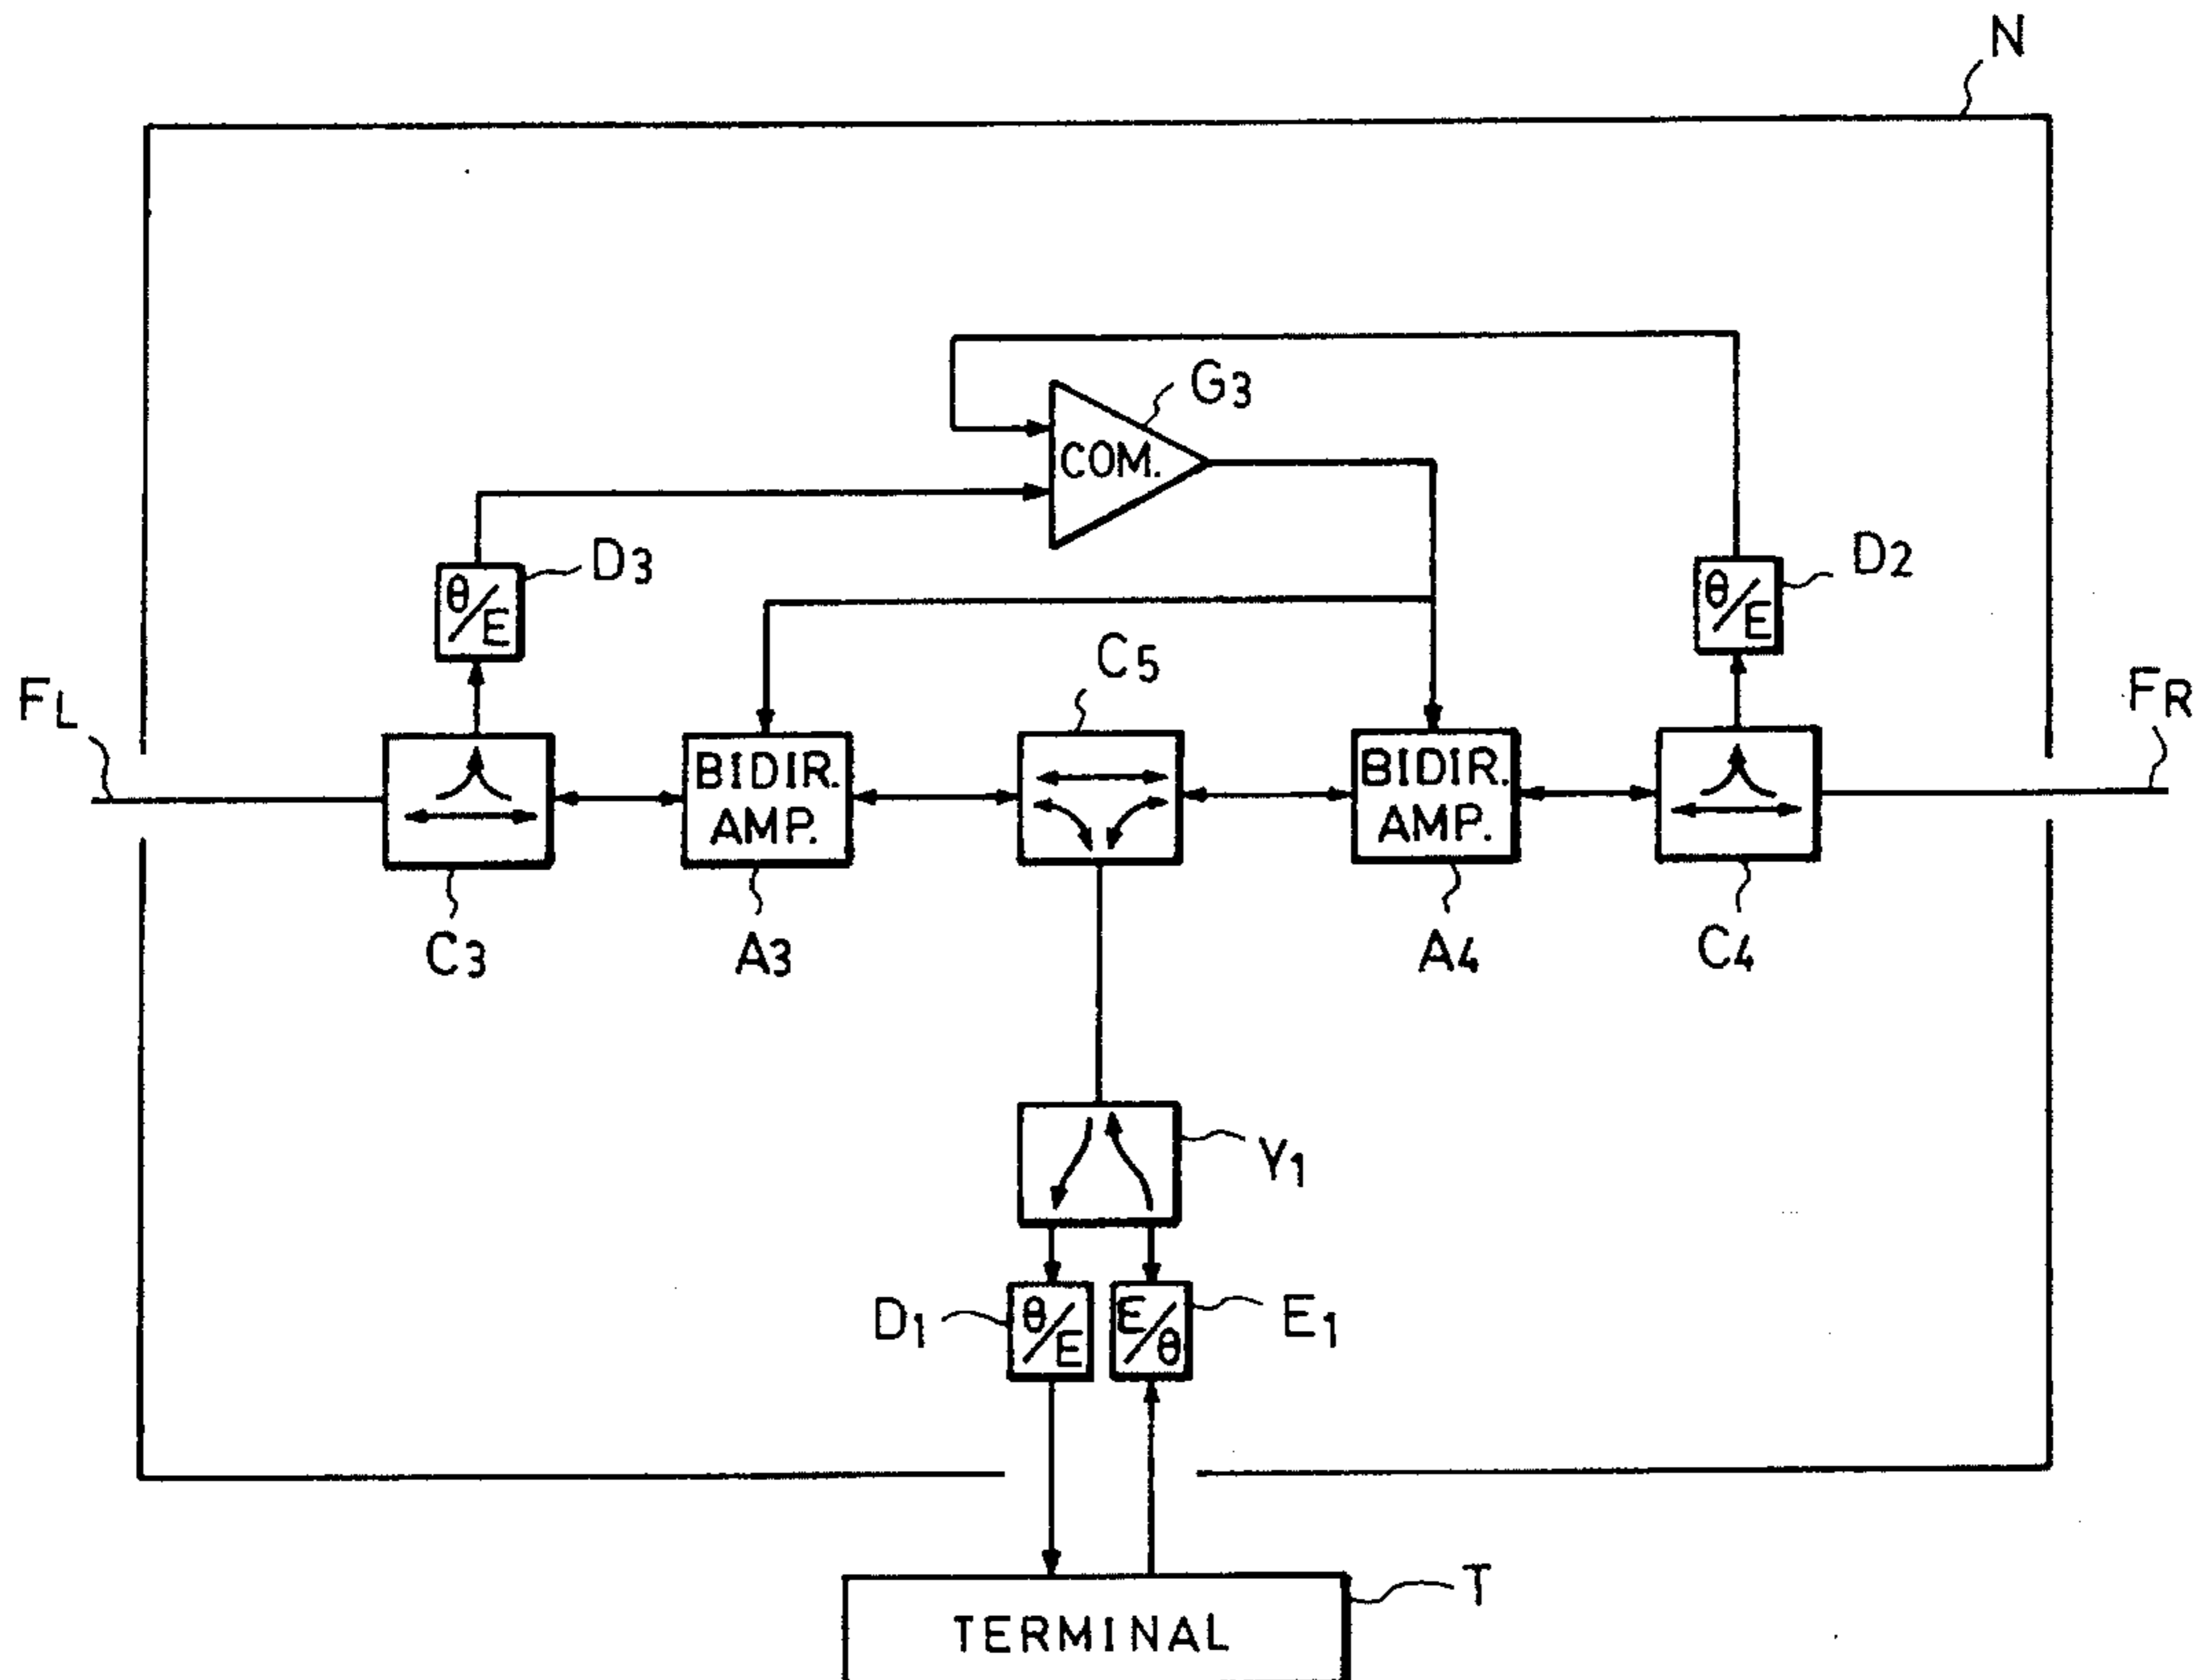 N
G3
COM.
D3
θ/E
D2
θ/E
FL
C5
FR
BIDIR.
AMP.
BIDIR.
AMP.
C3
A3
A4
C4
Y1
D1
θ/E
E/θ
E1
T
TERMINAL